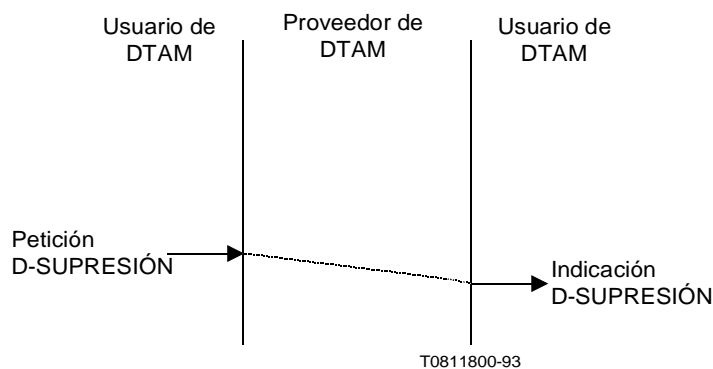 Usuario de
DTAM
Proveedor de
DTAM
Usuario de
DTAM
Petición
D-SUPRESIÓN
Indicación
D-SUPRESIÓN
T0811800-93